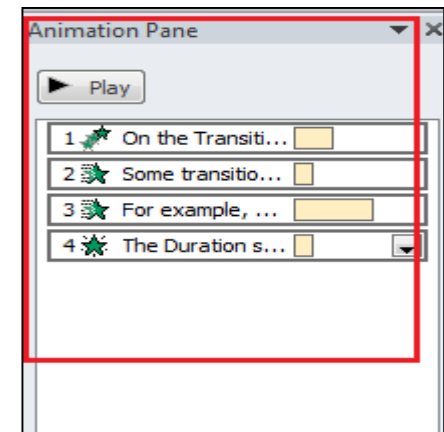 Animation Pane
Play
1 On the Transiti...
2 Some transitio...
3 For example, ...
4 The Duration s...